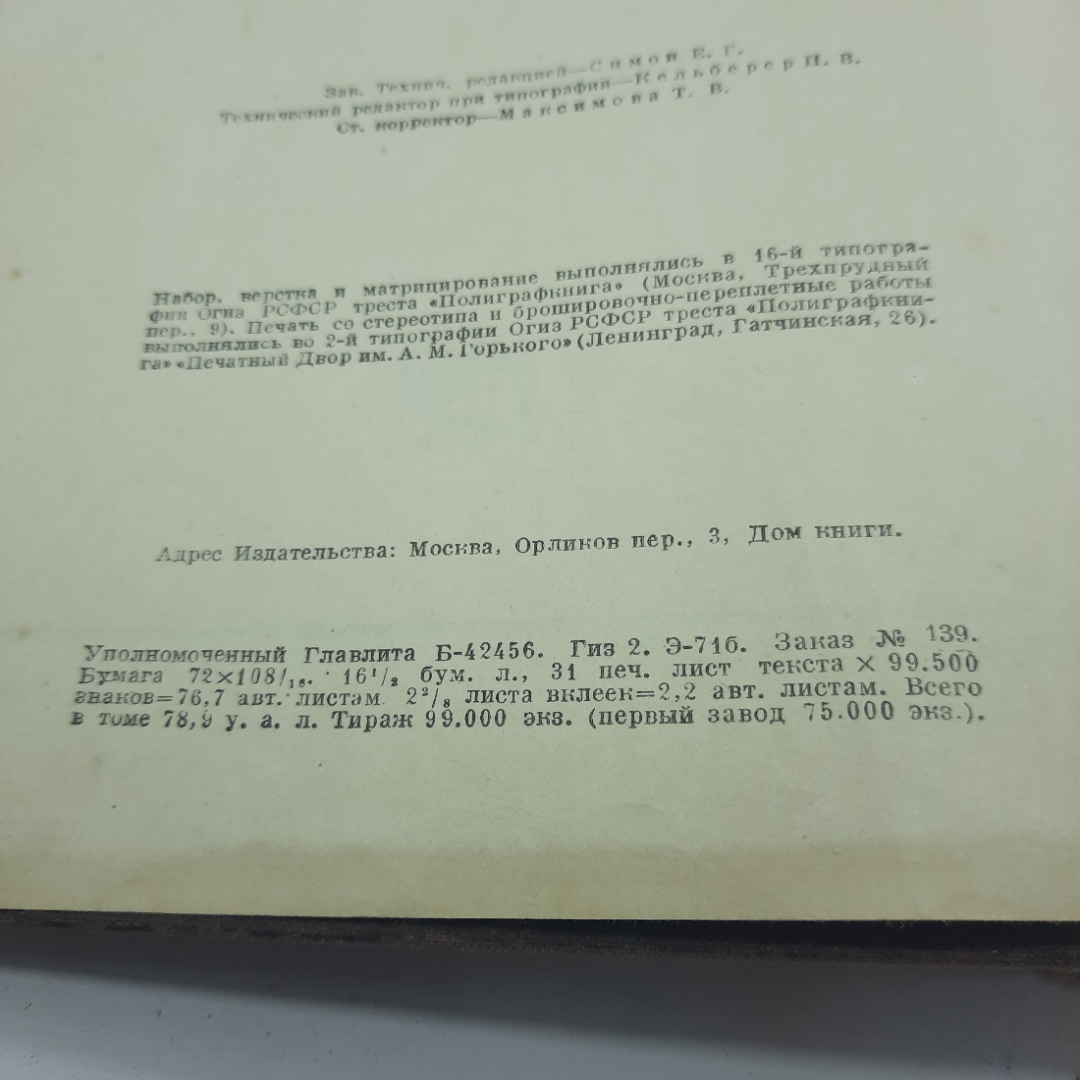 Зав. Технич. редакцией—Симой Е. Г.
Технический редактор при типографии—Кельберер П. В.
Ст. корректор—Максимова Т. В.
Набор, верстка и матрицирование выполнялись в 16-й типогра-
фии Огиз РСФСР треста «Полиграфкнига» (Москва, Трехпрудный
пер., 9). Печать со стереотипа и брошировочно-переплетные работы
выполнялись во 2-й типографии Огиз РСФСР треста «Полиграфкни-
га» «Печатный Двор им. А. М. Горького» (Ленинград, Гатчинская, 26).
Адрес Издательства: Москва, Орликов пер., 3, Дом книги.
Уполномоченный Главлита Б-42456. Гиз 2. Э-71б. Заказ № 139.
Бумага 72×108/₁₆. 16¹/₂ бум. л., 31 печ. лист текста × 99.500
знаков=76,7 авт. листам. 2²/₈ листа вклеек=2,2 авт. листам. Всего
в томе 78,9 у. а. л. Тираж 99.000 экз. (первый завод 75.000 экз.).